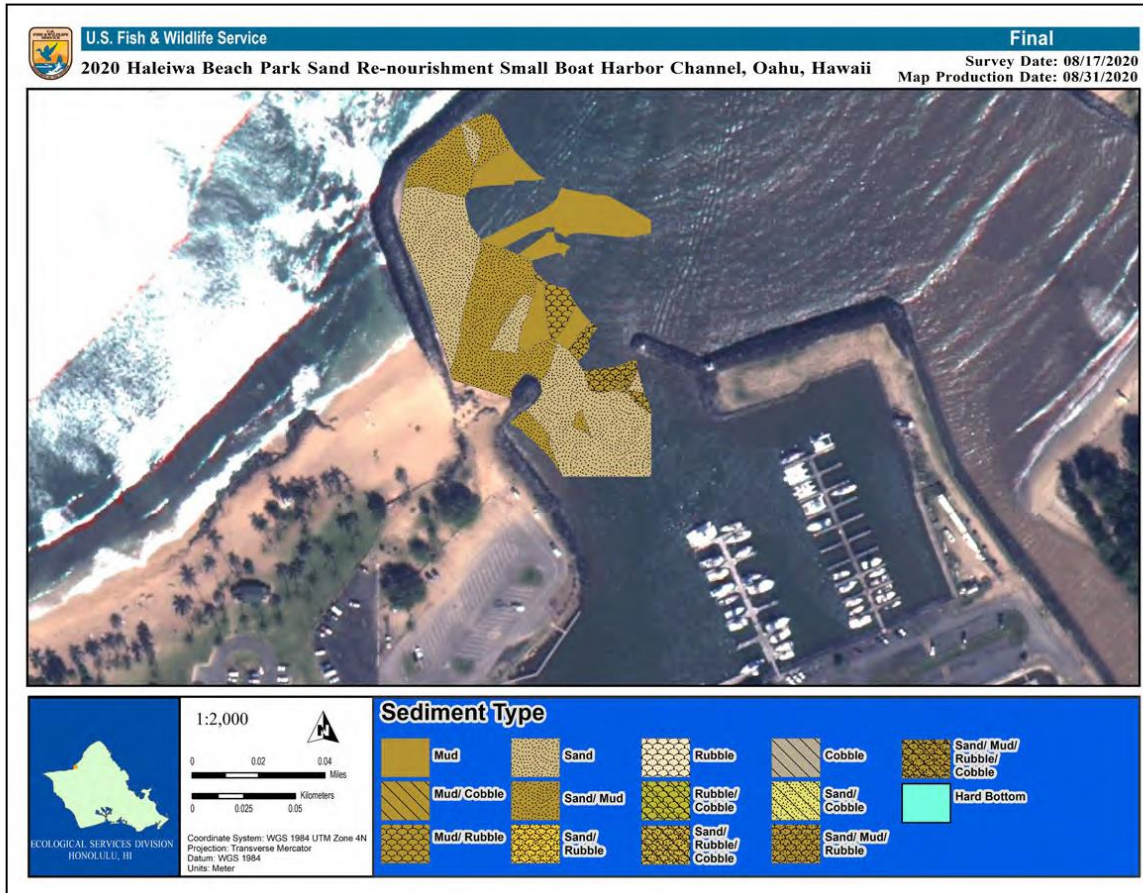 U.S. Fish & Wildlife Service
Final
2020 Haleiwa Beach Park Sand Re-nourishment Small Boat Harbor Channel, Oahu, Hawaii
Survey Date: 08/17/2020
Map Production Date: 08/31/2020
ECOLOGICAL SERVICES DIVISION
HONOLULU, HI
1:2,000
N
0 0.02 0.04
Miles
Kilometers
0 0.025 0.05
Coordinate System: WGS 1984 UTM Zone 4N
Projection: Transverse Mercator
Datum: WGS 1984
Units: Meter
Sediment Type
Mud
Mud/ Cobble
Mud/ Rubble
Sand
Sand/ Mud
Sand/
Rubble
Rubble
Rubble/
Cobble
Sand/
Rubble/
Cobble
Cobble
Sand/
Cobble
Sand/ Mud/
Rubble
Sand/ Mud/
Rubble/
Cobble
Hard Bottom